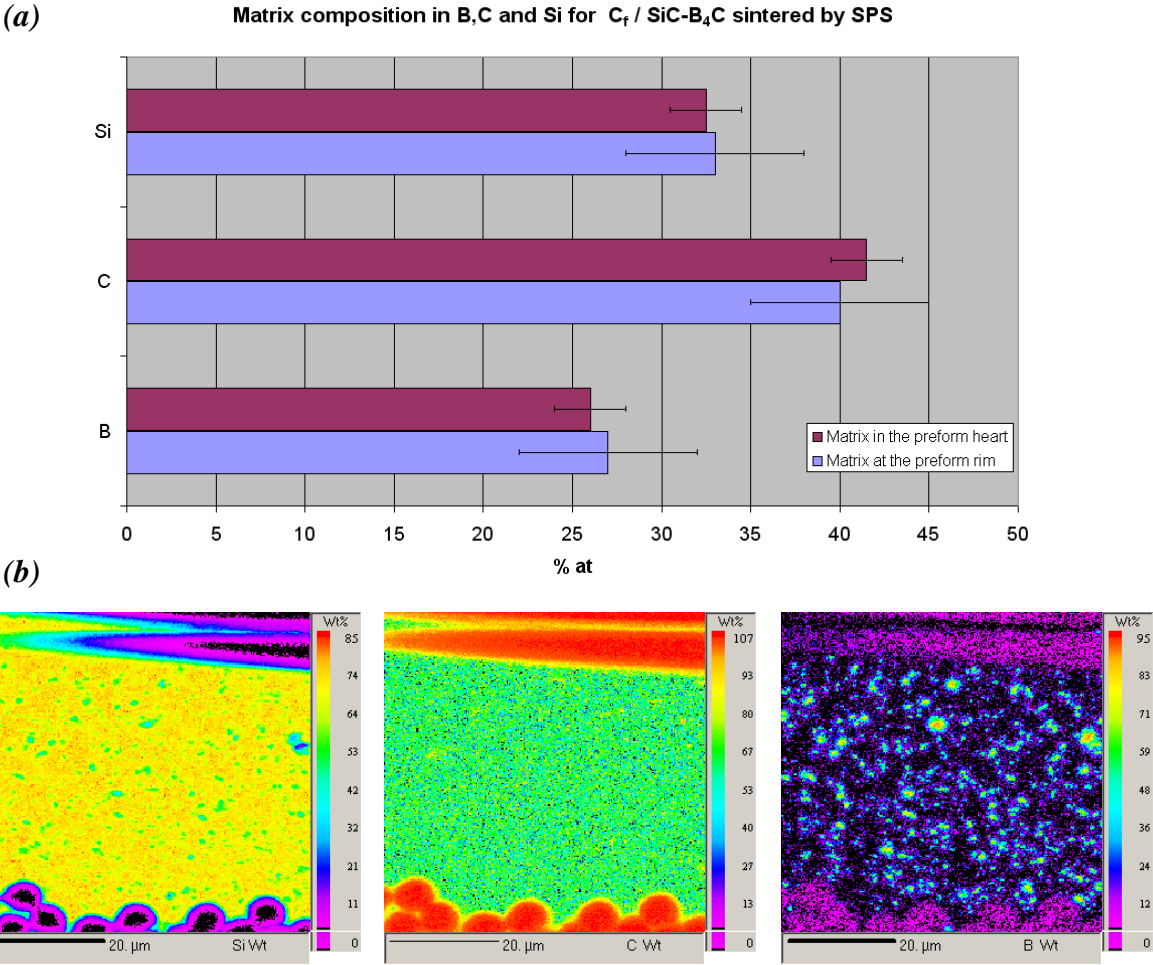 (a)
Matrix composition in B,C and Si for Cf / SiC-B4C sintered by SPS
Si
C
B
Matrix in the preform heart
Matrix at the preform rim
0 5 10 15 20 25 30 35 40 45 50
% at
(b)
Wt%
85
74
64
53
42
32
21
11
0
20. µm Si Wt
Wt%
107
93
80
67
53
40
27
13
0
20. µm C Wt
Wt%
95
83
71
59
48
36
24
12
0
20. µm B Wt